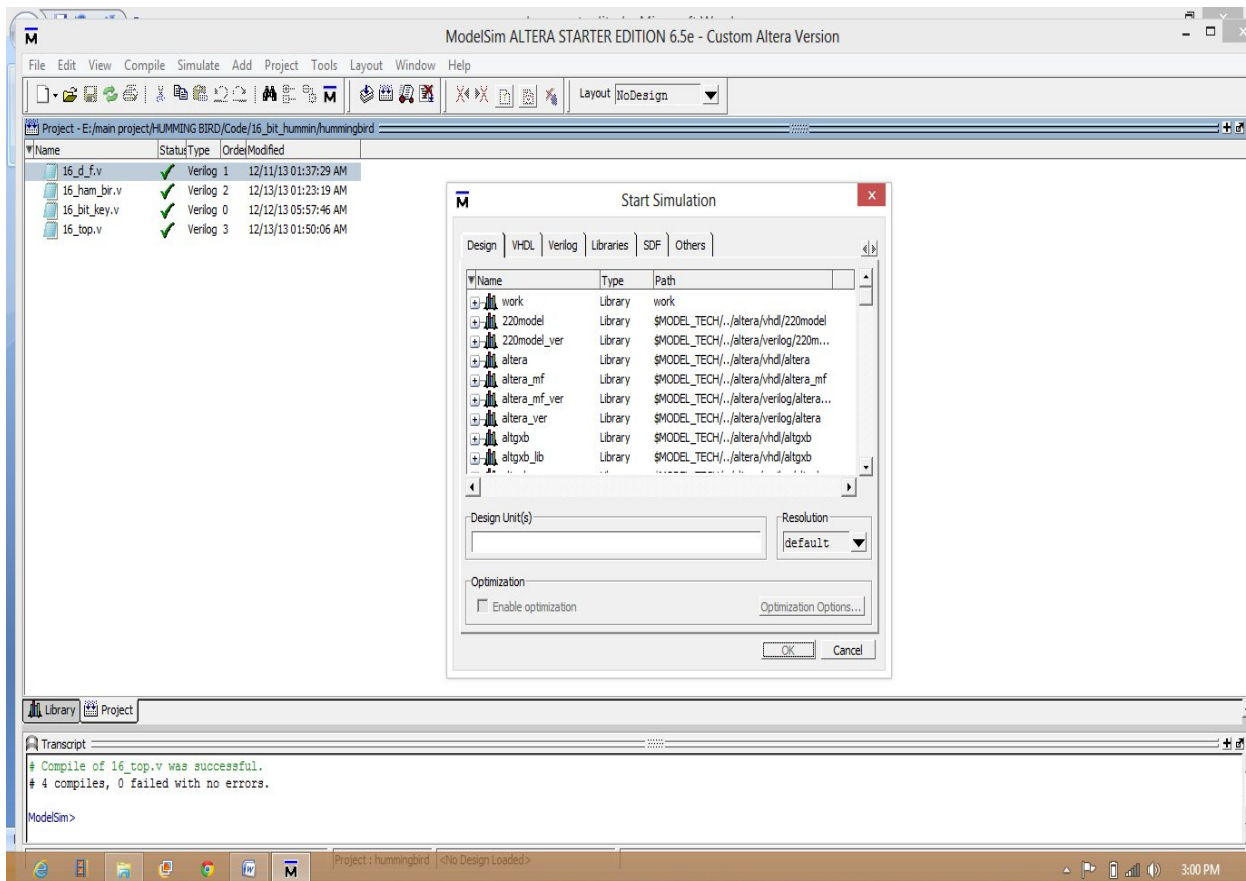 ModelSim ALTERA STARTER EDITION 6.5e - Custom Altera Version
File Edit View Compile Simulate Add Project Tools Layout Window Help
Layout NoDesign
Project - E:/main project/HUMMING BIRD/Code/16_bit_hummin/hummingbird
Name Status Type Order Modified
16_d_f.v Verilog 1 12/11/13 01:37:29 AM
16_ham_bir.v Verilog 2 12/13/13 01:23:19 AM
16_bit_key.v Verilog 0 12/12/13 05:57:46 AM
16_top.v Verilog 3 12/13/13 01:50:06 AM
Start Simulation
Design VHDL Verilog Libraries SDF Others
Name Type Path
work Library work
220model Library $MODEL_TECH/../altera/vhdl/220model
220model_ver Library $MODEL_TECH/../altera/verilog/220m...
altera Library $MODEL_TECH/../altera/vhdl/altera
altera_mf Library $MODEL_TECH/../altera/vhdl/altera_mf
altera_mf_ver Library $MODEL_TECH/../altera/verilog/altera...
altera_ver Library $MODEL_TECH/../altera/verilog/altera
altgxb Library $MODEL_TECH/../altera/vhdl/altgxb
altgxb_lib Library $MODEL_TECH/../altera/vhdl/altgxb
Design Unit(s) Resolution
default
Optimization
Enable optimization Optimization Options...
OK Cancel
Library Project
Transcript
# Compile of 16_top.v was successful.
# 4 compiles, 0 failed with no errors.
ModelSim>
Project : hummingbird <No Design Loaded>
3:00 PM